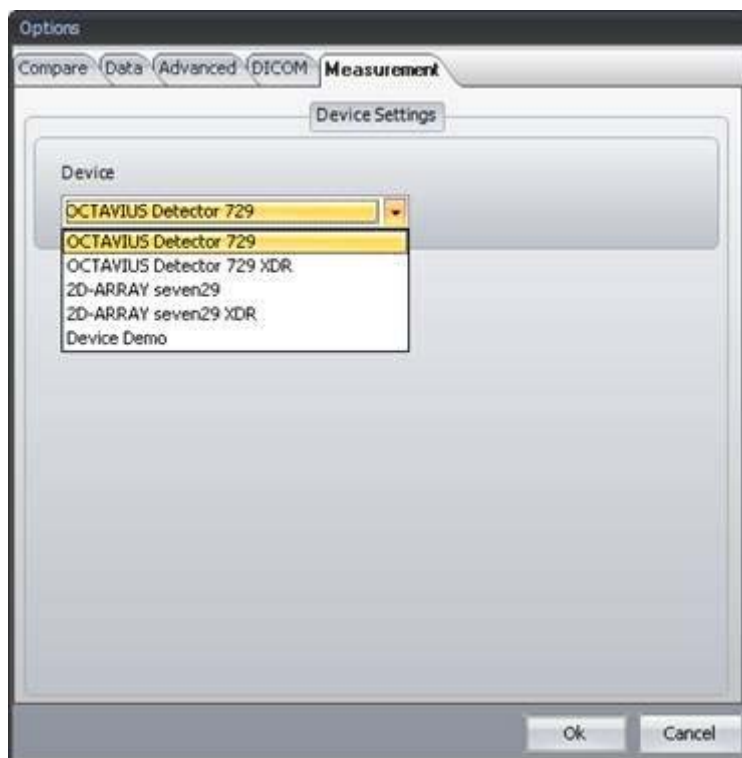 Options
Compare Data Advanced DICOM Measurement
Device Settings
Device
OCTAVIUS Detector 729
OCTAVIUS Detector 729
OCTAVIUS Detector 729 XDR
2D-ARRAY seven29
2D-ARRAY seven29 XDR
Device Demo
Ok Cancel